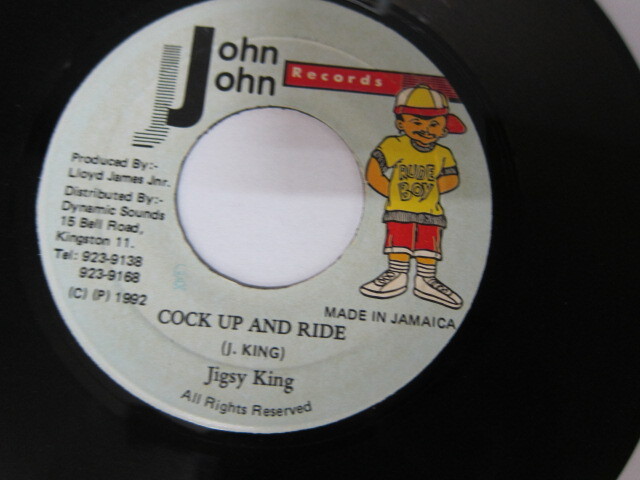 John
John
Records
RUDE
BOY
Produced By:-
Lloyd James Jnr.
Distributed By:-
Dynamic Sounds
15 Bell Road,
Kingston 11.
Tel: 923-9138
923-9168
(C) (P) 1992
MADE IN JAMAICA
COCK UP AND RIDE
(J. KING)
Jigsy King
All Rights Reserved